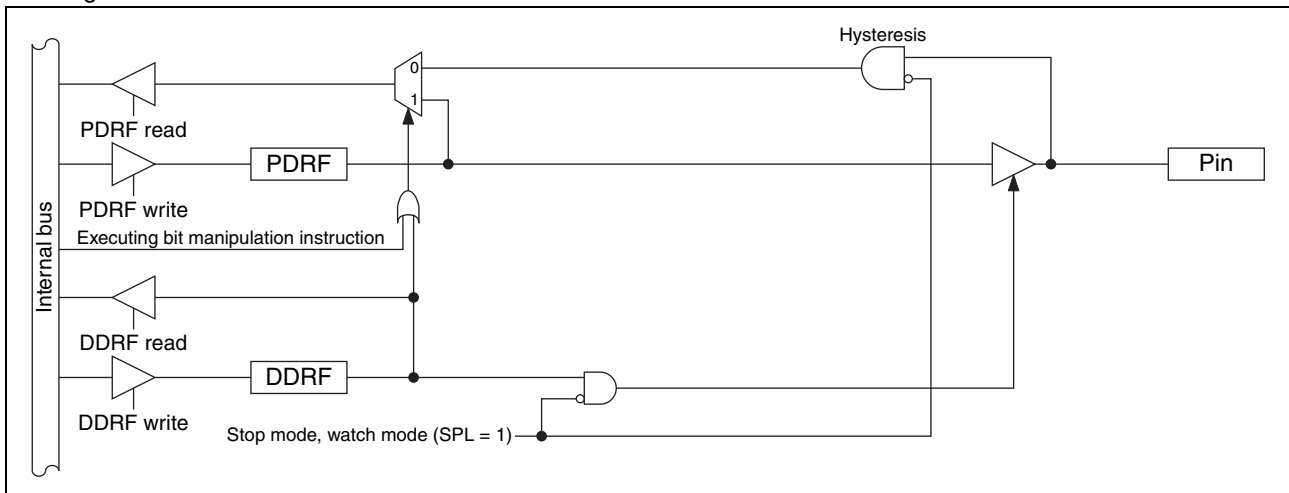 Hysteresis
0
1
PDRF read
PDRF
Pin
PDRF write
Executing bit manipulation instruction
Internal bus
DDRF read
DDRF
DDRF write
Stop mode, watch mode (SPL = 1)